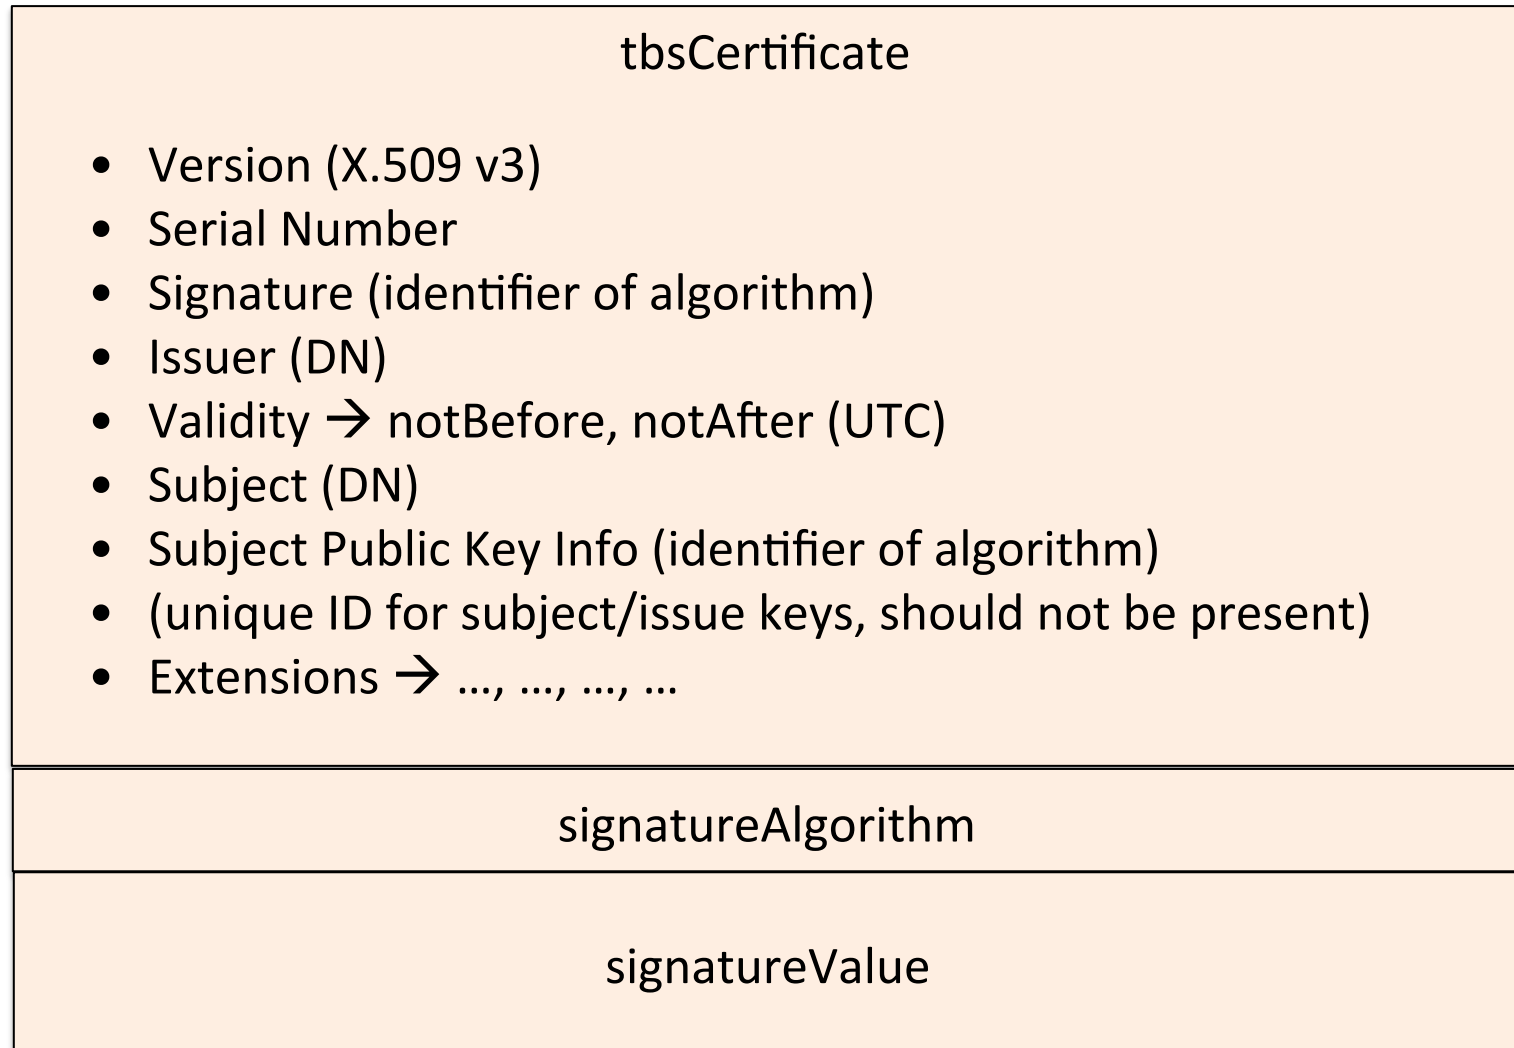 tbsCertificate
• Version (X.509 v3)
• Serial Number
• Signature (identifier of algorithm)
• Issuer (DN)
• Validity → notBefore, notAfter (UTC)
• Subject (DN)
• Subject Public Key Info (identifier of algorithm)
• (unique ID for subject/issue keys, should not be present)
• Extensions → …, …, …, …
signatureAlgorithm
signatureValue